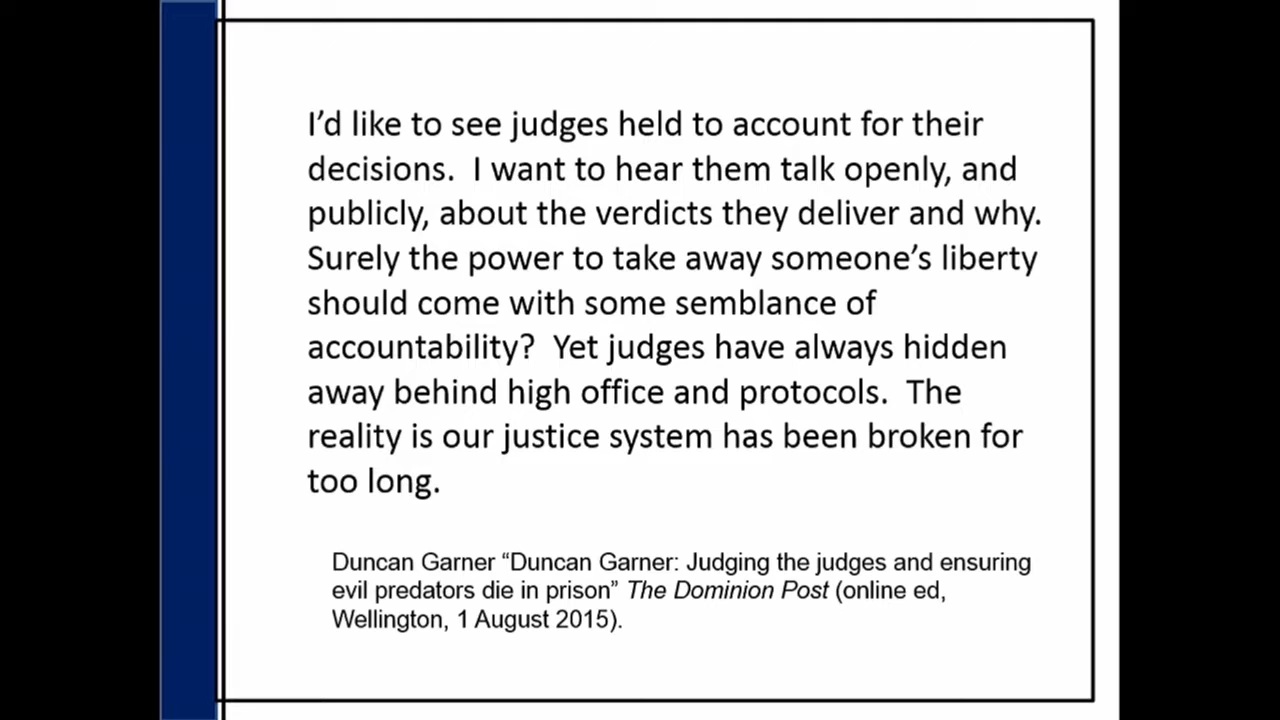 I’d like to see judges held to account for their
decisions.  I want to hear them talk openly, and
publicly, about the verdicts they deliver and why.
Surely the power to take away someone’s liberty
should come with some semblance of
accountability?  Yet judges have always hidden
away behind high office and protocols.  The
reality is our justice system has been broken for
too long.
Duncan Garner “Duncan Garner: Judging the judges and ensuring
evil predators die in prison” The Dominion Post (online ed,
Wellington, 1 August 2015).